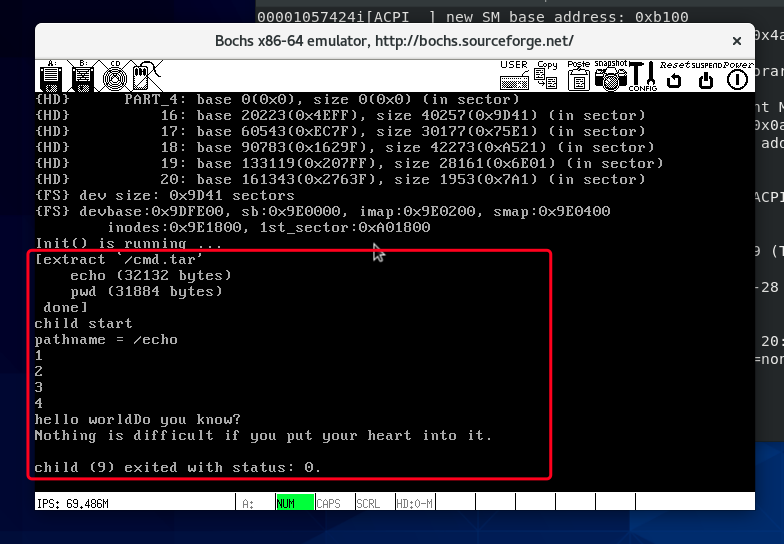 00001057424i[ACPI  ] new SM base address: 0xb100
Bochs x86-64 emulator, http://bochs.sourceforge.net/
×
A:
B:
CD
USER
Copy
Paste
snapshot
CONFIG
Reset
SUSPEND
Power
{HD}       PART_4: base 0(0x0), size 0(0x0) (in sector)
{HD}           16: base 20223(0x4EFF), size 40257(0x9D41) (in sector)
{HD}           17: base 60543(0xEC7F), size 30177(0x75E1) (in sector)
{HD}           18: base 90783(0x1629F), size 42273(0xA521) (in sector)
{HD}           19: base 133119(0x207FF), size 28161(0x6E01) (in sector)
{HD}           20: base 161343(0x2763F), size 1953(0x7A1) (in sector)
{FS} dev size: 0x9D41 sectors
{FS} devbase:0x9DFE00, sb:0x9E0000, imap:0x9E0200, smap:0x9E0400
         inodes:0x9E1800, 1st_sector:0xA01800
Init() is running ...
[extract `/cmd.tar'
    echo (32132 bytes)
    pwd (31884 bytes)
 done]
child start
pathname = /echo
1
2
3
4
hello worldDo you know?
Nothing is difficult if you put your heart into it.
child (9) exited with status: 0.
IPS: 69.486M
A:
NUM
CAPS
SCRL
HD:0-M
0x4a
brar
nt M
0x0a
add
ACPI
9 (T
-28
20:
=nor